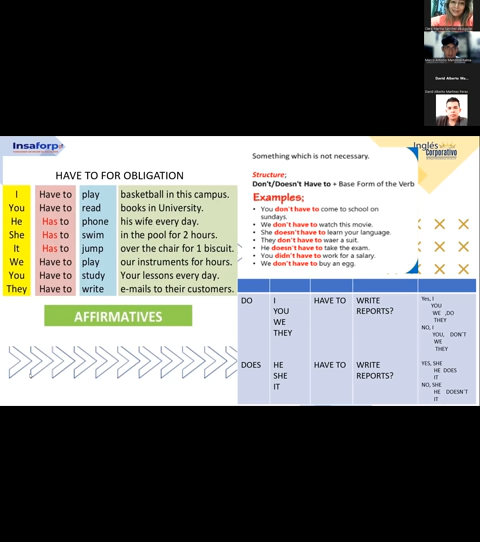 David Alberto Ma...
Insaforp
Inglés
Corporativo
HAVE TO FOR OBLIGATION
I Have to play basketball in this campus.
You Have to read books in University.
He Has to phone his wife every day.
She Has to swim in the pool for 2 hours.
It Has to jump over the chair for 1 biscuit.
We Have to play our instruments for hours.
You Have to study Your lessons every day.
They Have to write e-mails to their customers.
AFFIRMATIVES
Something which is not necessary.
Structure;
Don't/Doesn't Have to + Base Form of the Verb
Examples;
• You don't have to come to school on
sundays.
• We don't have to watch this movie.
• She doesn't have to learn your language.
• They don't have to waer a suit.
• He doesn't have to take the exam.
• You didn't have to work for a salary.
• We don't have to buy an egg.
DO
I
YOU
WE
THEY
HAVE TO
WRITE
REPORTS?
Yes, I
YOU
WE ,DO
THEY
NO, I
YOU, DON'T
WE
THEY
DOES
HE
SHE
IT
HAVE TO
WRITE
REPORTS?
YES, SHE
HE DOES
IT
NO, SHE
HE DOESN'T
IT